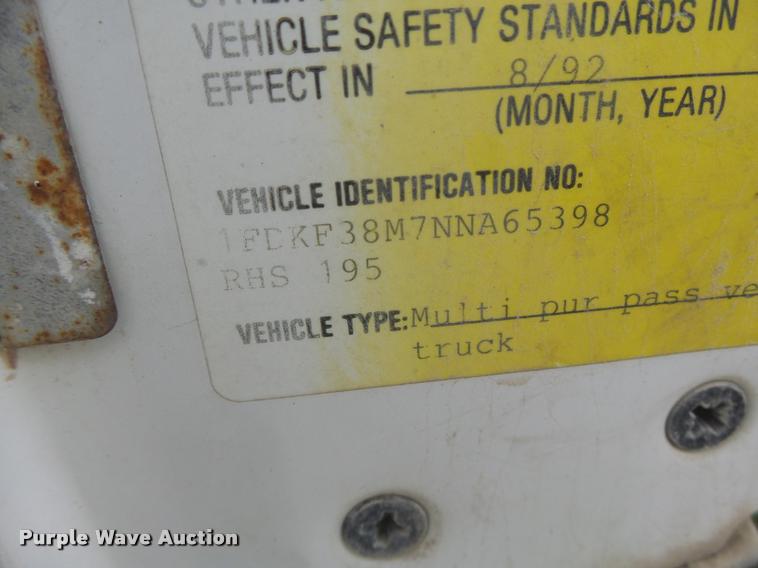 VEHICLE SAFETY STANDARDS IN
EFFECT IN 8/92
(MONTH, YEAR)
VEHICLE IDENTIFICATION NO:
1FDKF38M7NNA65398
RHS 195
VEHICLE TYPE: Multi pur pass ve
truck
Purple Wave Auction